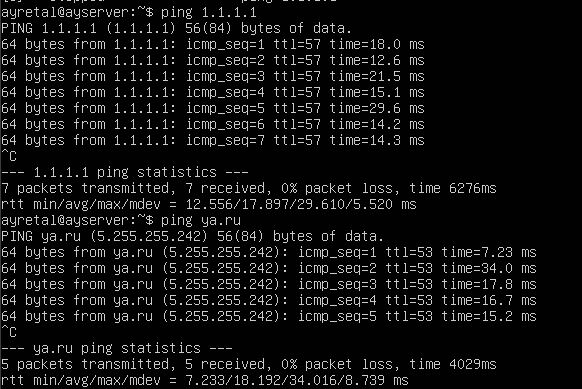 ayretal@ayserver:~$ ping 1.1.1.1
PING 1.1.1.1 (1.1.1.1) 56(84) bytes of data.
64 bytes from 1.1.1.1: icmp_seq=1 ttl=57 time=18.0 ms
64 bytes from 1.1.1.1: icmp_seq=2 ttl=57 time=12.6 ms
64 bytes from 1.1.1.1: icmp_seq=3 ttl=57 time=21.5 ms
64 bytes from 1.1.1.1: icmp_seq=4 ttl=57 time=15.1 ms
64 bytes from 1.1.1.1: icmp_seq=5 ttl=57 time=29.6 ms
64 bytes from 1.1.1.1: icmp_seq=6 ttl=57 time=14.2 ms
64 bytes from 1.1.1.1: icmp_seq=7 ttl=57 time=14.3 ms
^C
--- 1.1.1.1 ping statistics ---
7 packets transmitted, 7 received, 0% packet loss, time 6276ms
rtt min/avg/max/mdev = 12.556/17.897/29.610/5.520 ms
ayretal@ayserver:~$ ping ya.ru
PING ya.ru (5.255.255.242) 56(84) bytes of data.
64 bytes from ya.ru (5.255.255.242): icmp_seq=1 ttl=53 time=7.23 ms
64 bytes from ya.ru (5.255.255.242): icmp_seq=2 ttl=53 time=34.0 ms
64 bytes from ya.ru (5.255.255.242): icmp_seq=3 ttl=53 time=17.8 ms
64 bytes from ya.ru (5.255.255.242): icmp_seq=4 ttl=53 time=16.7 ms
64 bytes from ya.ru (5.255.255.242): icmp_seq=5 ttl=53 time=15.2 ms
^C
--- ya.ru ping statistics ---
5 packets transmitted, 5 received, 0% packet loss, time 4029ms
rtt min/avg/max/mdev = 7.233/18.192/34.016/8.739 ms